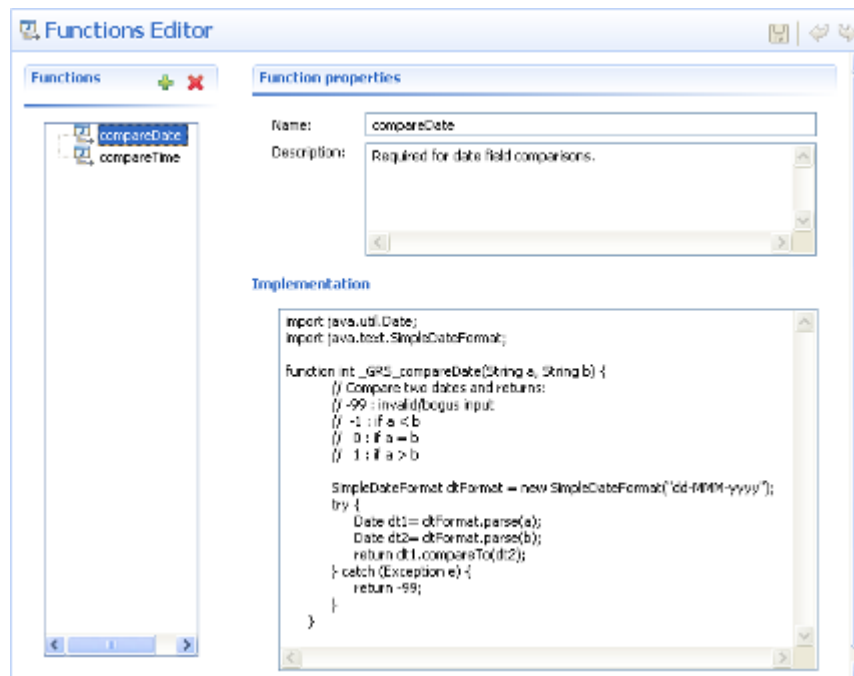 Functions Editor
Functions
compareDate
compareTime
Function properties
Name: compareDate
Description: Required for date field comparisons.
Implementation
import java.util.Date;
import java.text.SimpleDateFormat;
function int _GRS_compareDate(String a, String b) {
// Compare two dates and returns:
// -99 : invalid/bogus input
// -1 : if a < b
// 0 : if a = b
// 1 : if a > b
SimpleDateFormat dtFormat = new SimpleDateFormat("dd-MMM-yyyy");
try {
Date dt1= dtFormat.parse(a);
Date dt2= dtFormat.parse(b);
return dt1.compareTo(dt2);
} catch (Exception e) {
return -99;
}
}